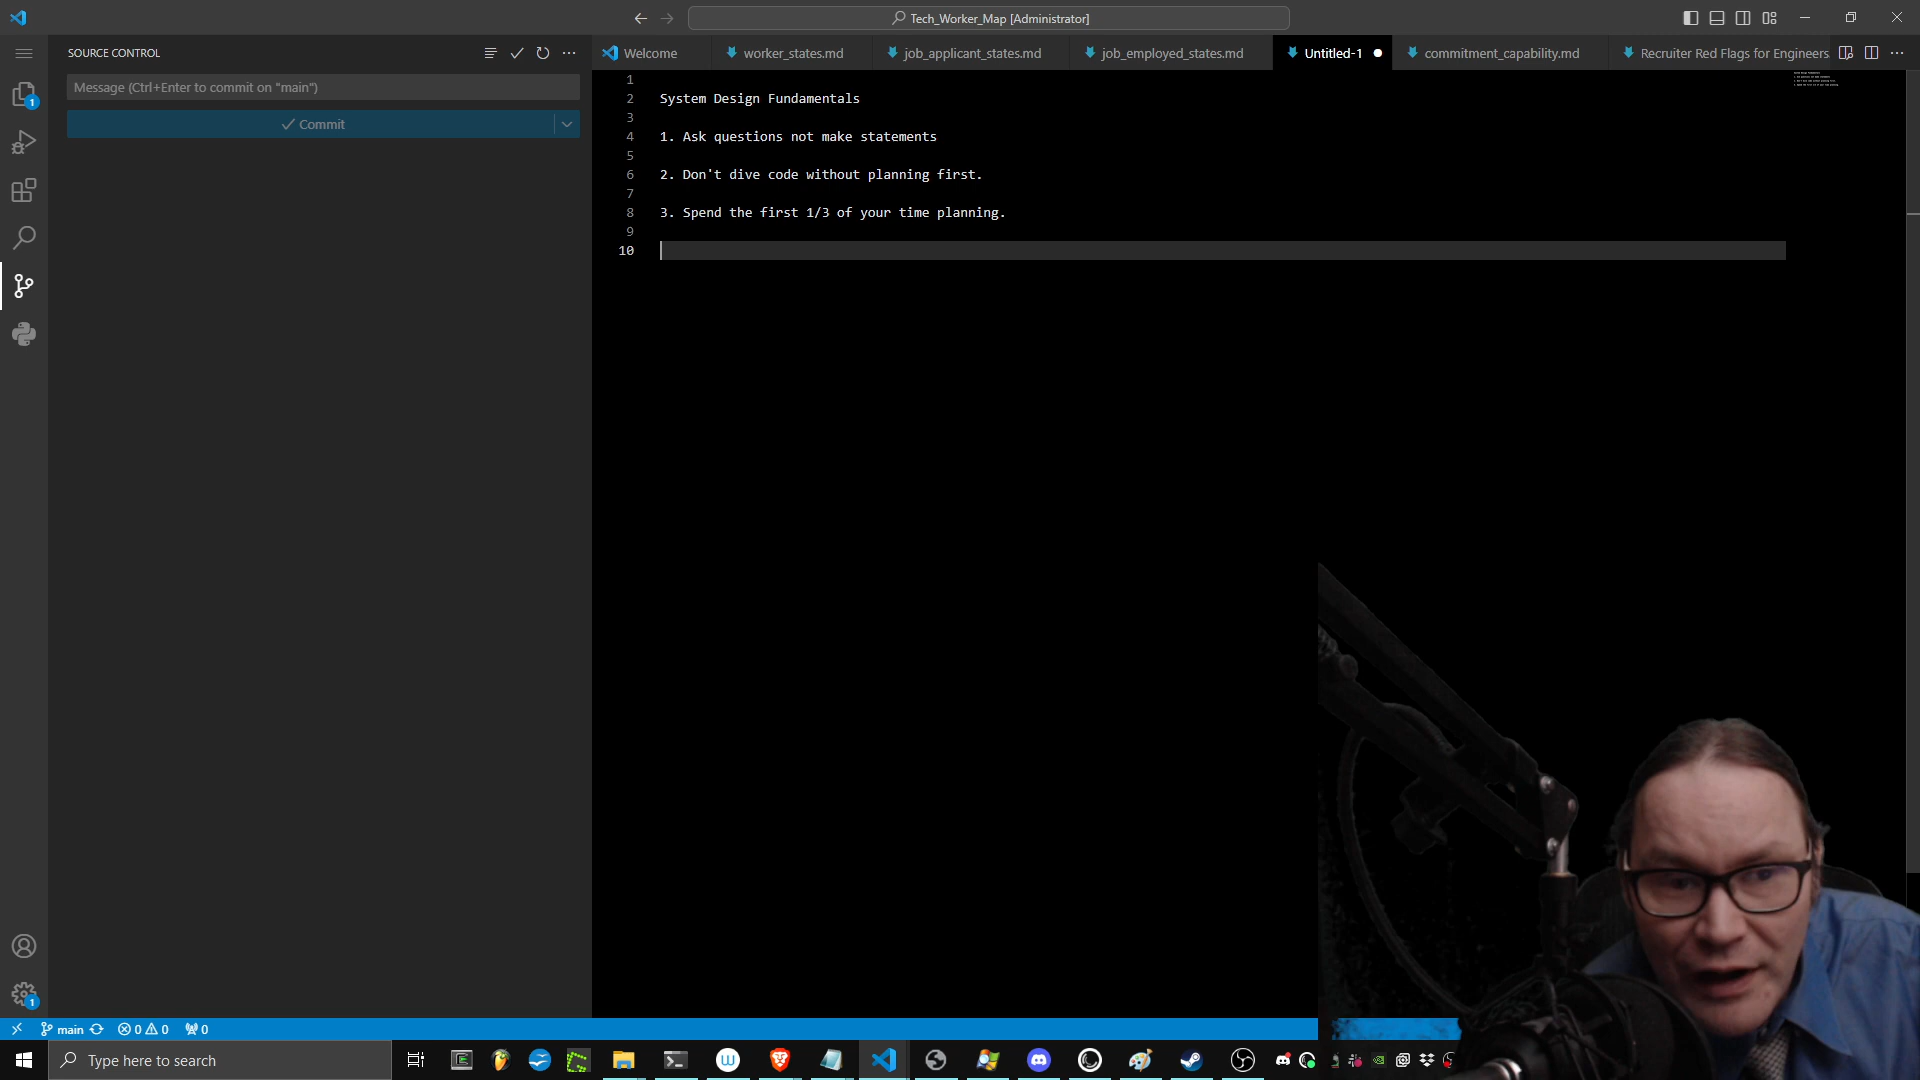 Tech_Worker_Map [Administrator]
SOURCE CONTROL
Welcome
worker_states.md
job_applicant_states.md
job_employed_states.md
Untitled-1
commitment_capability.md
Recruiter Red Flags for Engineers
Message (Ctrl+Enter to commit on "main")
Commit
1
2 System Design Fundamentals
3
4 1. Ask questions not make statements
5
6 2. Don't dive code without planning first.
7
8 3. Spend the first 1/3 of your time planning.
9
10
1
1
main
0
0
0
Type here to search